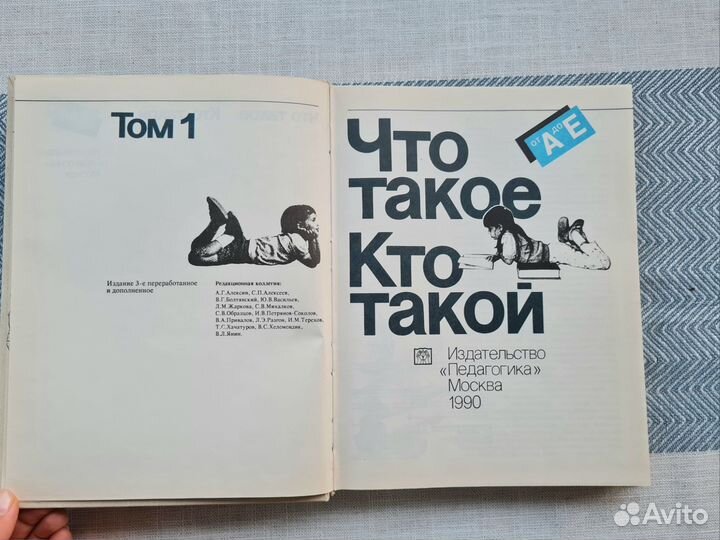 Том 1
Издание 3-е переработанное
и дополненное
Редакционная коллегия:
А.Г.Алексин, С.П.Алексеев,
В.Г.Болтянский, Ю.В.Васильев,
Л.М.Жаркова, С.В.Михалков,
С.В.Образцов, И.В.Петрянов-Соколов,
В.А.Привалов, Л.Э.Разгон, И.М.Терехов,
Т.С.Хачатуров, В.С.Хелемендик,
В.Л.Янин.
от А до Е
Что
такое
Кто
такой
Издательство
«Педагогика»
Москва
1990
Avito